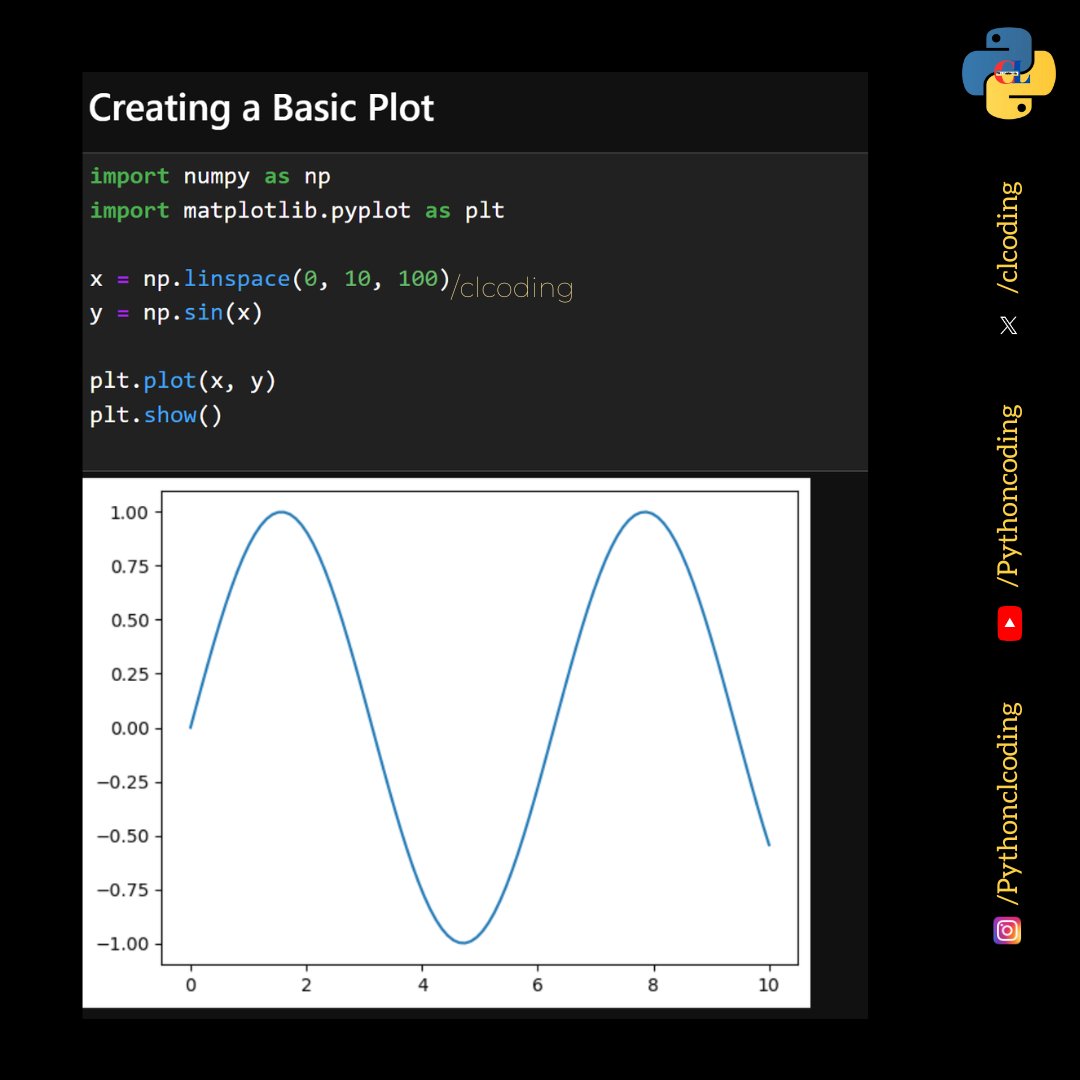 Creating a Basic Plot
import numpy as np
import matplotlib.pyplot as plt
x = np.linspace(0, 10, 100)
/clcoding
y = np.sin(x)
plt.plot(x, y)
plt.show()
1.00
0.75
0.50
0.25
0.00
−0.25
−0.50
−0.75
−1.00
0 2 4 6 8 10
CL
/clcoding
𝕏
/Pythoncoding
/Pythonclcoding